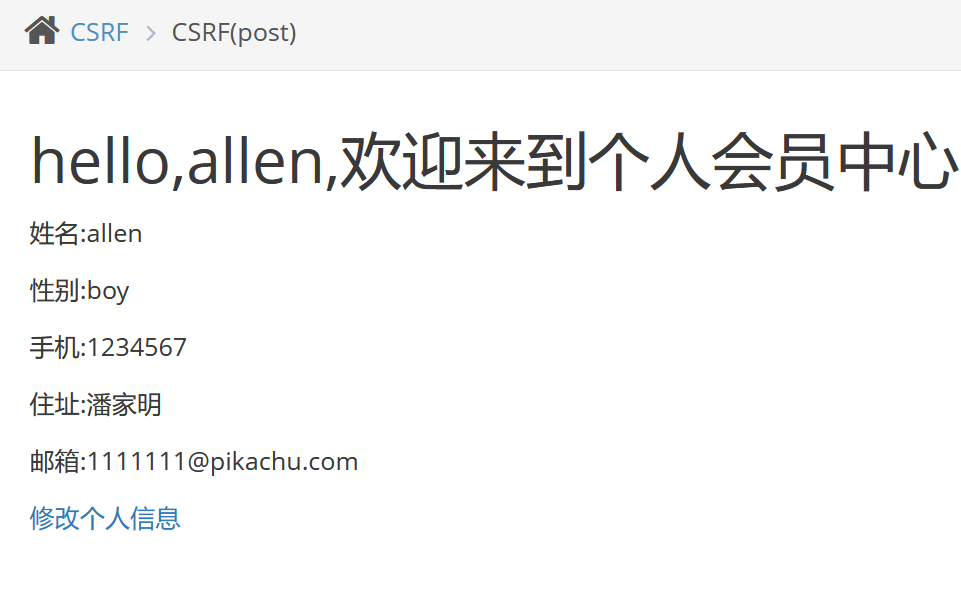 CSRF > CSRF(post)
hello,allen,欢迎来到个人会员中心
姓名:allen
性别:boy
手机:1234567
住址:潘家明
邮箱:1111111@pikachu.com
修改个人信息